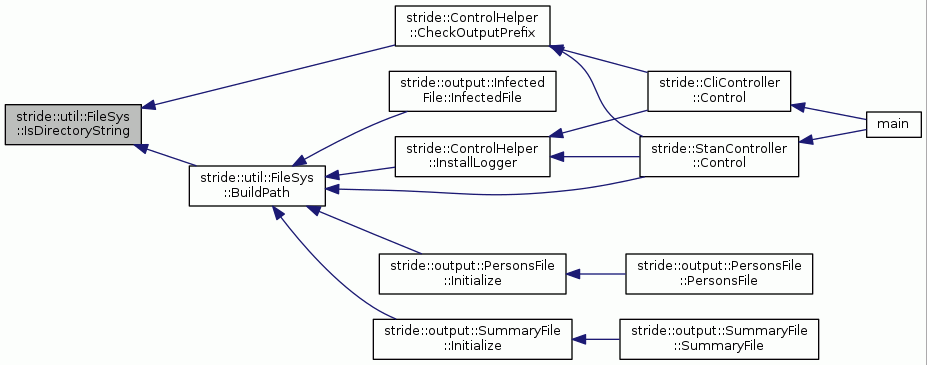 stride::ControlHelper
::CheckOutputPrefix
stride::output::Infected
File::InfectedFile
stride::CliController
::Control
stride::util::FileSys
::IsDirectoryString
main
stride::ControlHelper
::InstallLogger
stride::StanController
::Control
stride::util::FileSys
::BuildPath
stride::output::PersonsFile
::Initialize
stride::output::PersonsFile
::PersonsFile
stride::output::SummaryFile
::Initialize
stride::output::SummaryFile
::SummaryFile